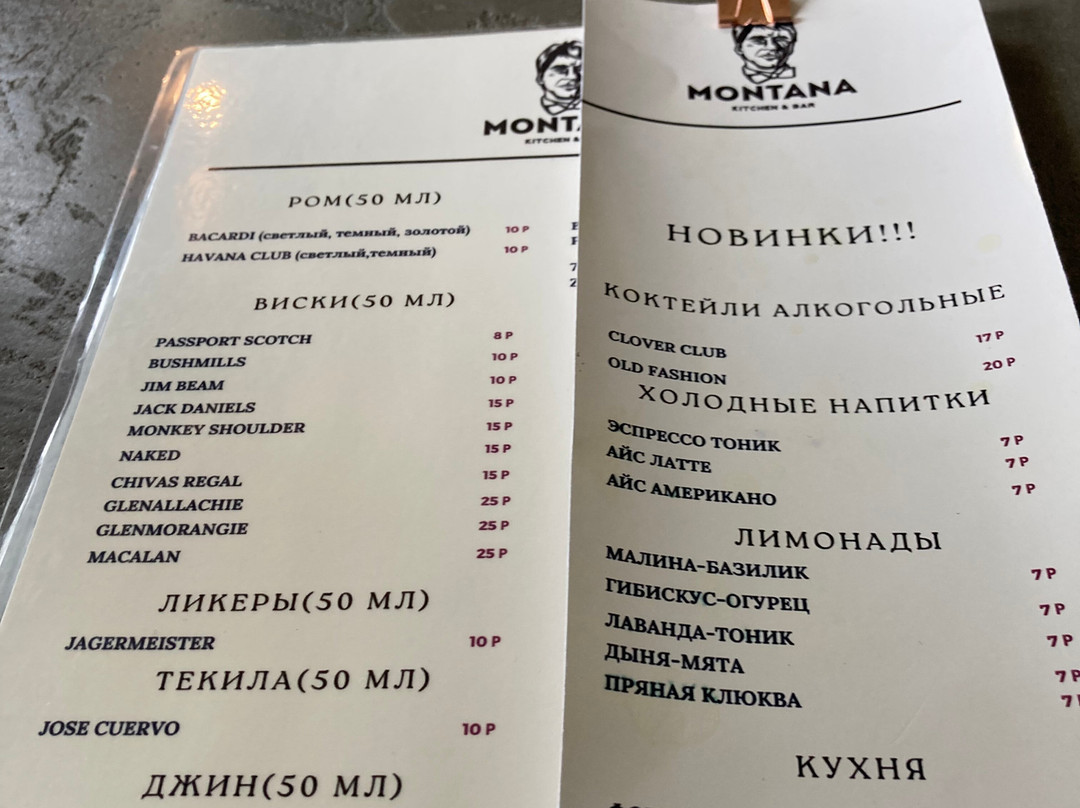 MONTANA
KITCHEN & BAR
РОМ(50 МЛ)
BACARDI (светлый, темный, золотой) 10 Р
HAVANA CLUB (светлый,темный) 10 Р
ВИСКИ(50 МЛ)
PASSPORT SCOTCH 8 Р
BUSHMILLS 10 Р
JIM BEAM 10 Р
JACK DANIELS 15 Р
MONKEY SHOULDER 15 Р
NAKED 15 Р
CHIVAS REGAL 15 Р
GLENALLACHIE 25 Р
GLENMORANGIE 25 Р
MACALAN 25 Р
ЛИКЕРЫ(50 МЛ)
JAGERMEISTER 10 Р
ТЕКИЛА(50 МЛ)
JOSE CUERVO 10 Р
ДЖИН(50 МЛ)
НОВИНКИ!!!
КОКТЕЙЛИ АЛКОГОЛЬНЫЕ
CLOVER CLUB 17 Р
OLD FASHION 20 Р
ХОЛОДНЫЕ НАПИТКИ
ЭСПРЕССО ТОНИК 7 Р
АЙС ЛАТТЕ 7 Р
АЙС АМЕРИКАНО 7 Р
ЛИМОНАДЫ
МАЛИНА-БАЗИЛИК 7 Р
ГИБИСКУС-ОГУРЕЦ 7 Р
ЛАВАНДА-ТОНИК 7 Р
ДЫНЯ-МЯТА 7 Р
ПРЯНАЯ КЛЮКВА 7
КУХНЯ